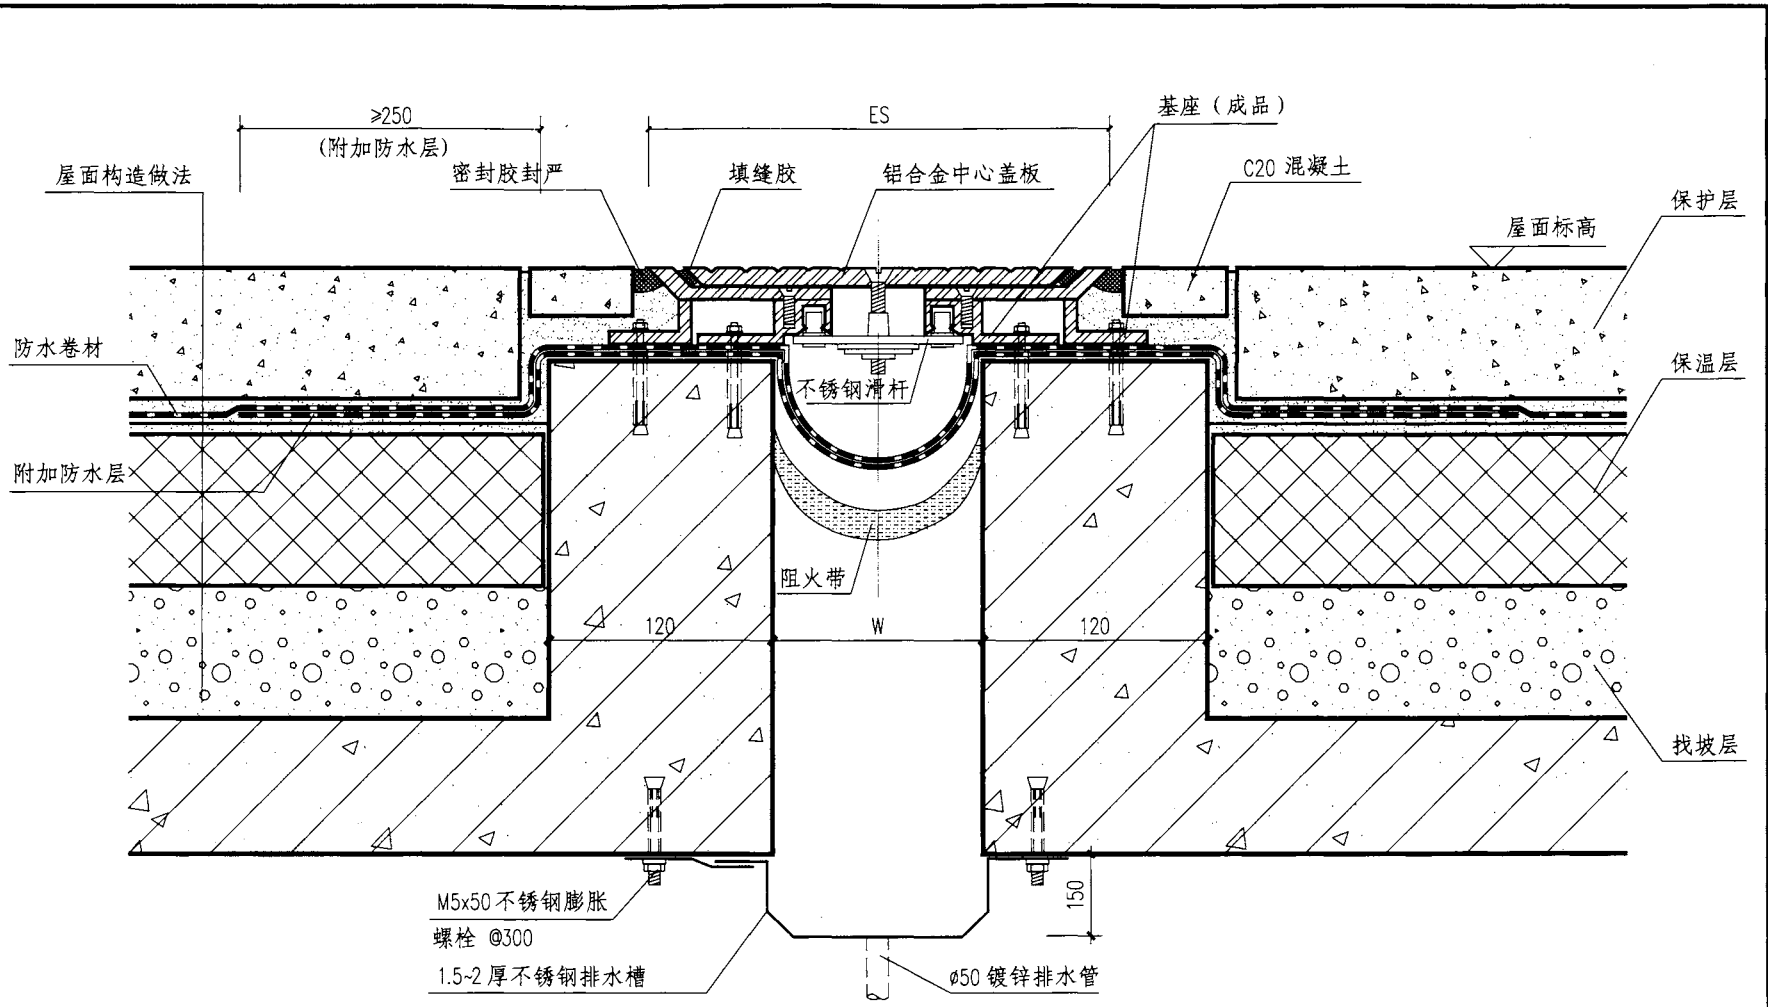 ≥250
(附加防水层)
ES
基座（成品）
屋面构造做法
密封胶封严
填缝胶
铝合金中心盖板
C20 混凝土
保护层
屋面标高
防水卷材
不锈钢滑杆
保温层
附加防水层
阻火带
120
W
120
找坡层
M5x50 不锈钢膨胀
螺栓 @300
150
1.5~2 厚不锈钢排水槽
ø50 镀锌排水管